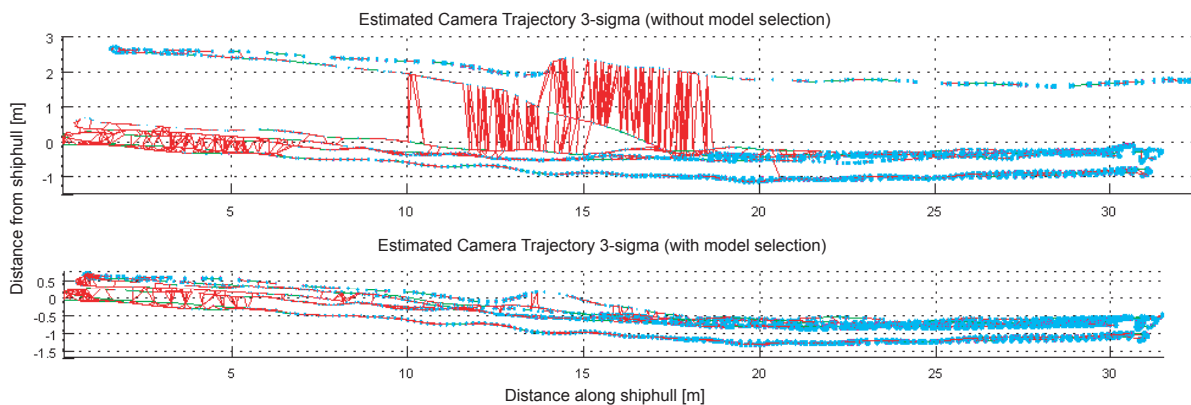 Estimated Camera Trajectory 3-sigma (without model selection)
3
2
1
0
-1
5 10 15 20 25 30
Distance from shiphull [m]
Estimated Camera Trajectory 3-sigma (with model selection)
0.5
0
-0.5
-1
-1.5
5 10 15 20 25 30
Distance along shiphull [m]